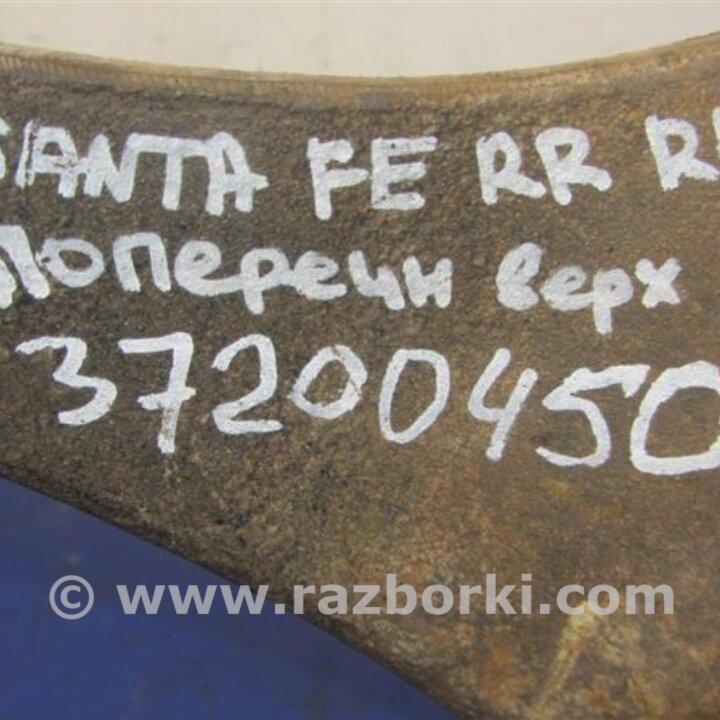 SANTA FE RR R
Поперечн верх
37200450
© www.razborki.com